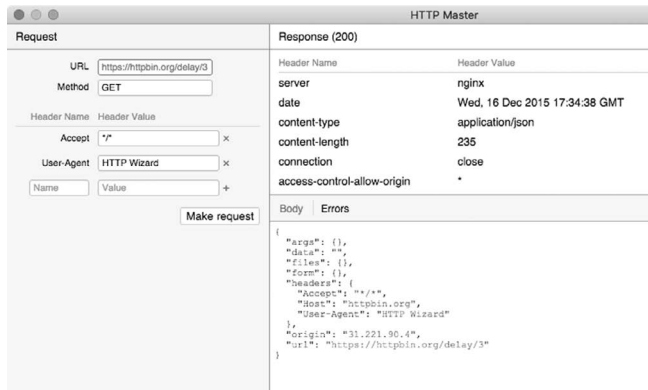 HTTP Master
Request
URL https://httpbin.org/delay/3
Method GET
Header Name Header Value
Accept */* ×
User-Agent HTTP Wizard ×
Name Value +
Make request
Response (200)
Header Name Header Value
server nginx
date Wed, 16 Dec 2015 17:34:38 GMT
content-type application/json
content-length 235
connection close
access-control-allow-origin *
Body Errors
{
"args": {},
"data": "",
"files": {},
"form": {},
"headers": {
"Accept": "*/*",
"Host": "httpbin.org",
"User-Agent": "HTTP Wizard"
},
"origin": "31.221.90.4",
"url": "https://httpbin.org/delay/3"
}